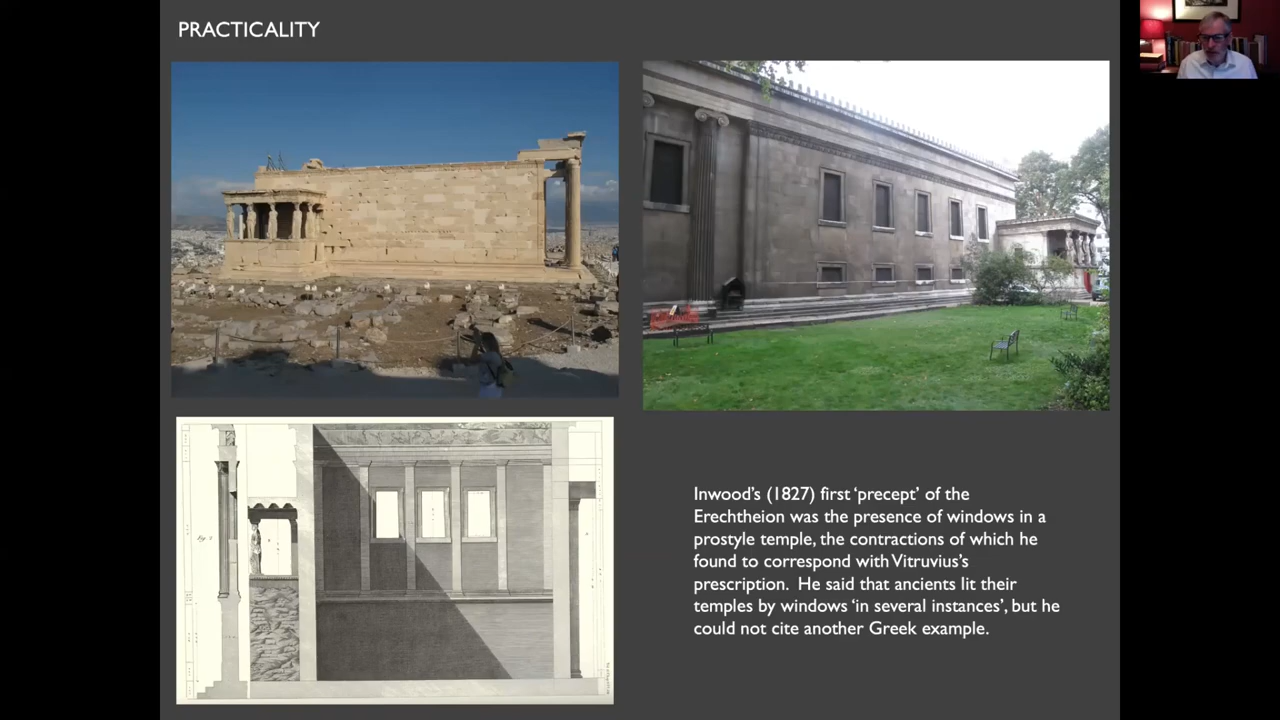 PRACTICALITY
Inwood's (1827) first 'precept' of the
Erechtheion was the presence of windows in a
prostyle temple, the contractions of which he
found to correspond with Vitruvius's
prescription. He said that ancients lit their
temples by windows 'in several instances', but he
could not cite another Greek example.